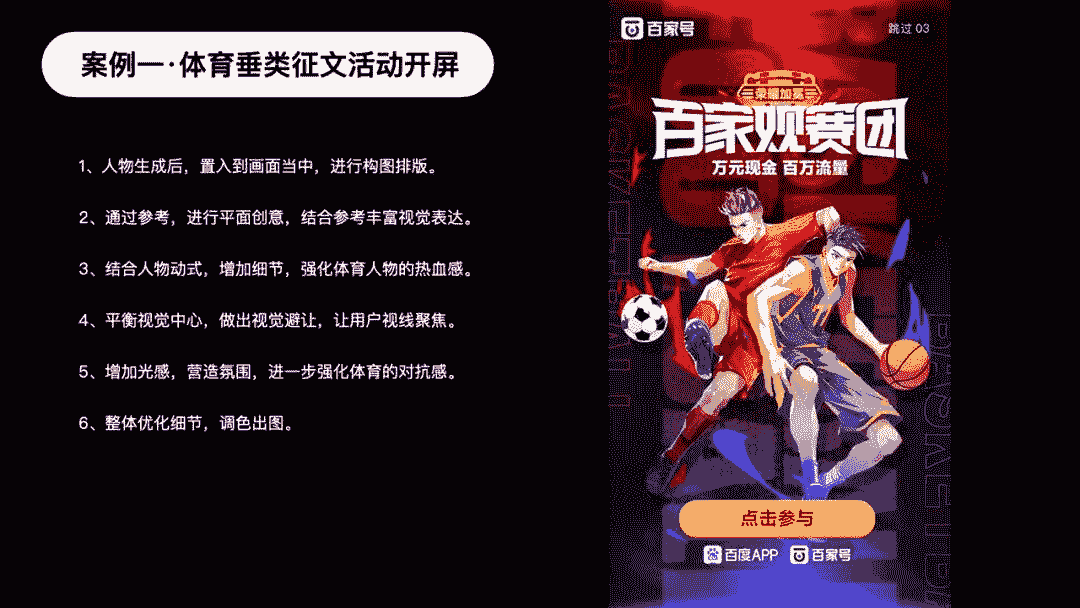 案例一·体育垂类征文活动开屏
1、人物生成后，置入到画面当中，进行构图排版。
2、通过参考，进行平面创意，结合参考丰富视觉表达。
3、结合人物动式，增加细节，强化体育人物的热血感。
4、平衡视觉中心，做出视觉避让，让用户视线聚焦。
5、增加光感，营造氛围，进一步强化体育的对抗感。
6、整体优化细节，调色出图。
百家号
跳过 03
荣耀加冕
百家观赛团
万元现金 百万流量
点击参与
百度APP 百家号